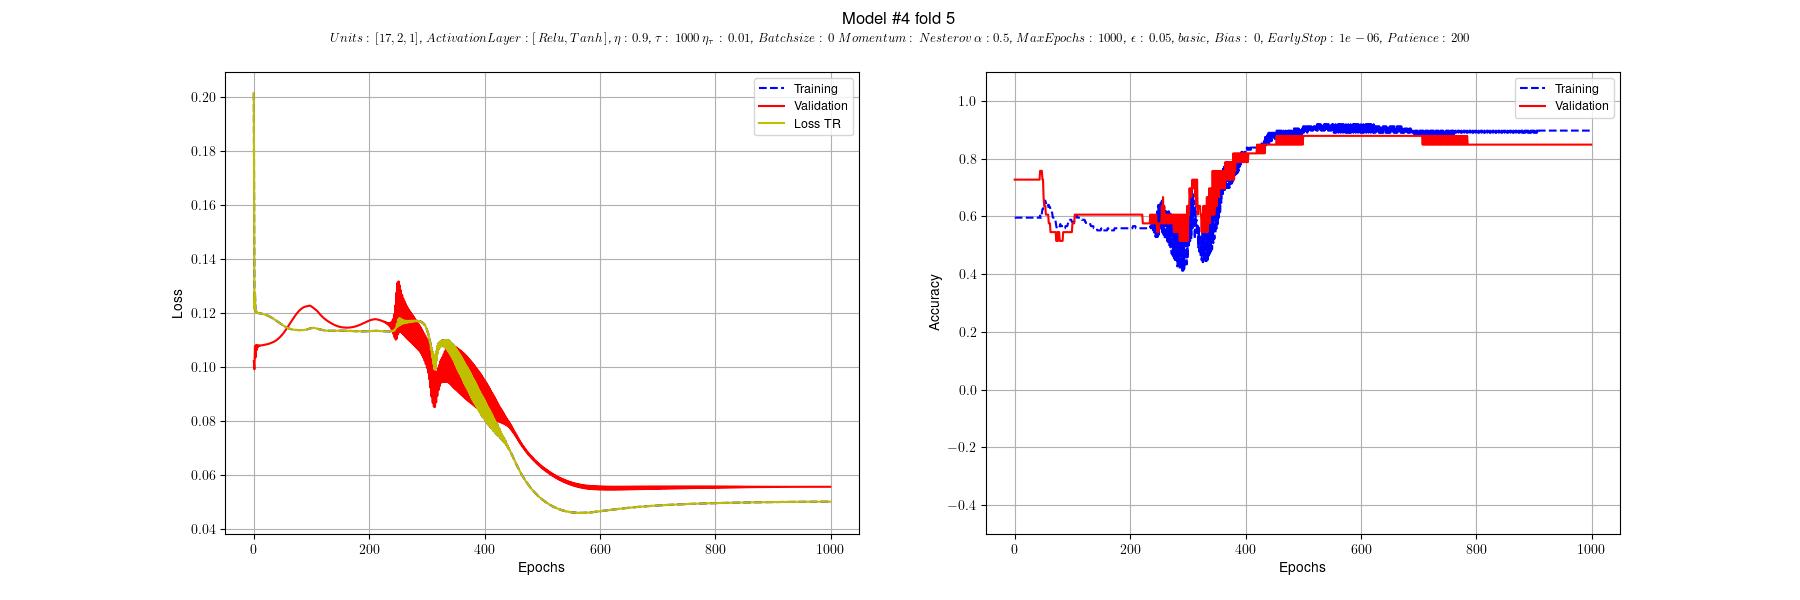 Model #4 fold 5
Units : [17, 2, 1], ActivationLayer : [Relu, Tanh], η : 0.9, τ : 1000 ητ : 0.01, Batchsize : 0 Momentum : Nesterov α : 0.5, MaxEpochs : 1000, ϵ : 0.05, basic, Bias : 0, EarlyStop : 1e − 06, Patience : 200
Loss
0.20
0.18
0.16
0.14
0.12
0.10
0.08
0.06
0.04
0 200 400 600 800 1000
Epochs
Training
Validation
Loss TR
Accuracy
1.0
0.8
0.6
0.4
0.2
0.0
−0.2
−0.4
0 200 400 600 800 1000
Epochs
Training
Validation